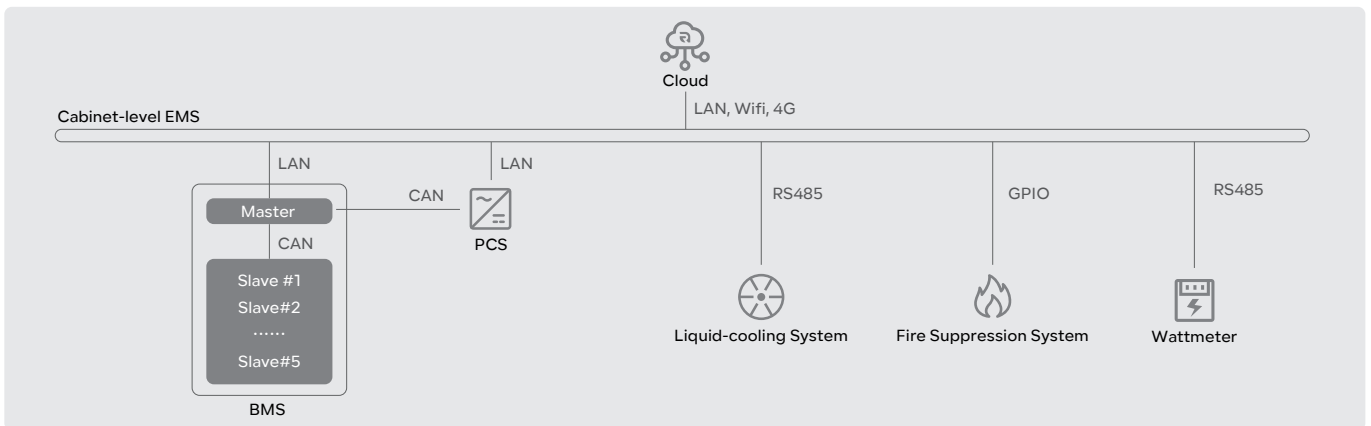 Cloud
LAN, Wifi, 4G
Cabinet-level EMS
LAN
LAN
RS485
GPIO
RS485
CAN
Master
PCS
CAN
Slave #1
Slave#2
......
Slave#5
Liquid-cooling System
Fire Suppression System
Wattmeter
BMS